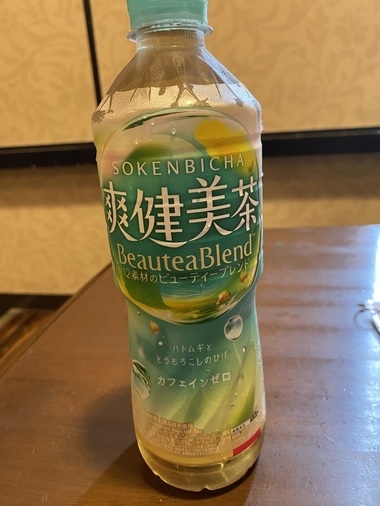 SOKENBICHA
爽健美茶
BeauteaBlend
12素材のビューティーブレンド
ハトムギと
とうもろこしのひげ
カフェインゼロ